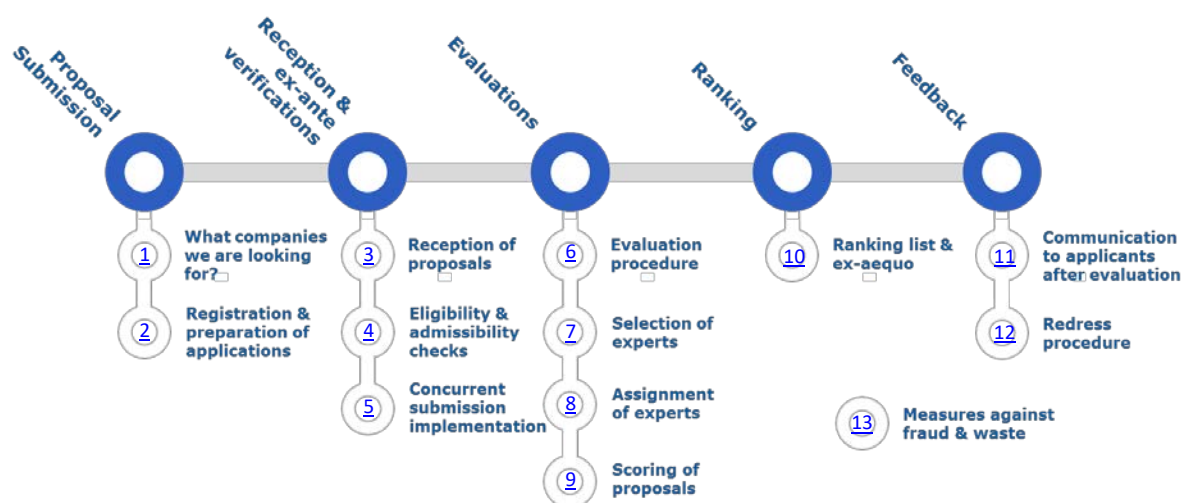 Proposal
Submission
Reception &
ex-ante
verifications
Evaluations
Ranking
Feedback
1
What companies
we are looking
for?
2
Registration &
preparation of
applications
3
Reception of
proposals
4
Eligibility &
admissibility
checks
5
Concurrent
submission
implementation
6
Evaluation
procedure
7
Selection of
experts
8
Assignment
of experts
9
Scoring of
proposals
10
Ranking list &
ex-aequo
11
Communication
to applicants
after evaluation
12
Redress
procedure
13
Measures against
fraud & waste